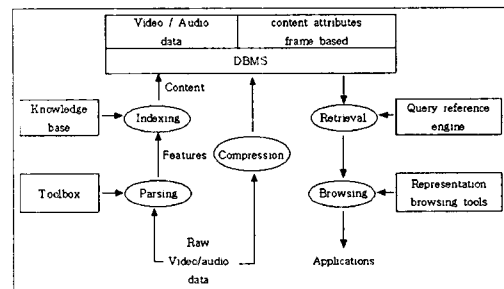 Video / Audio
data
content attributes
frame based
DBMS
Content
Knowledge
base
Indexing
Retrieval
Query reference
engine
Features
Compression
Toolbox
Parsing
Browsing
Representation
browsing tools
Raw
Video/audio
data
Applications